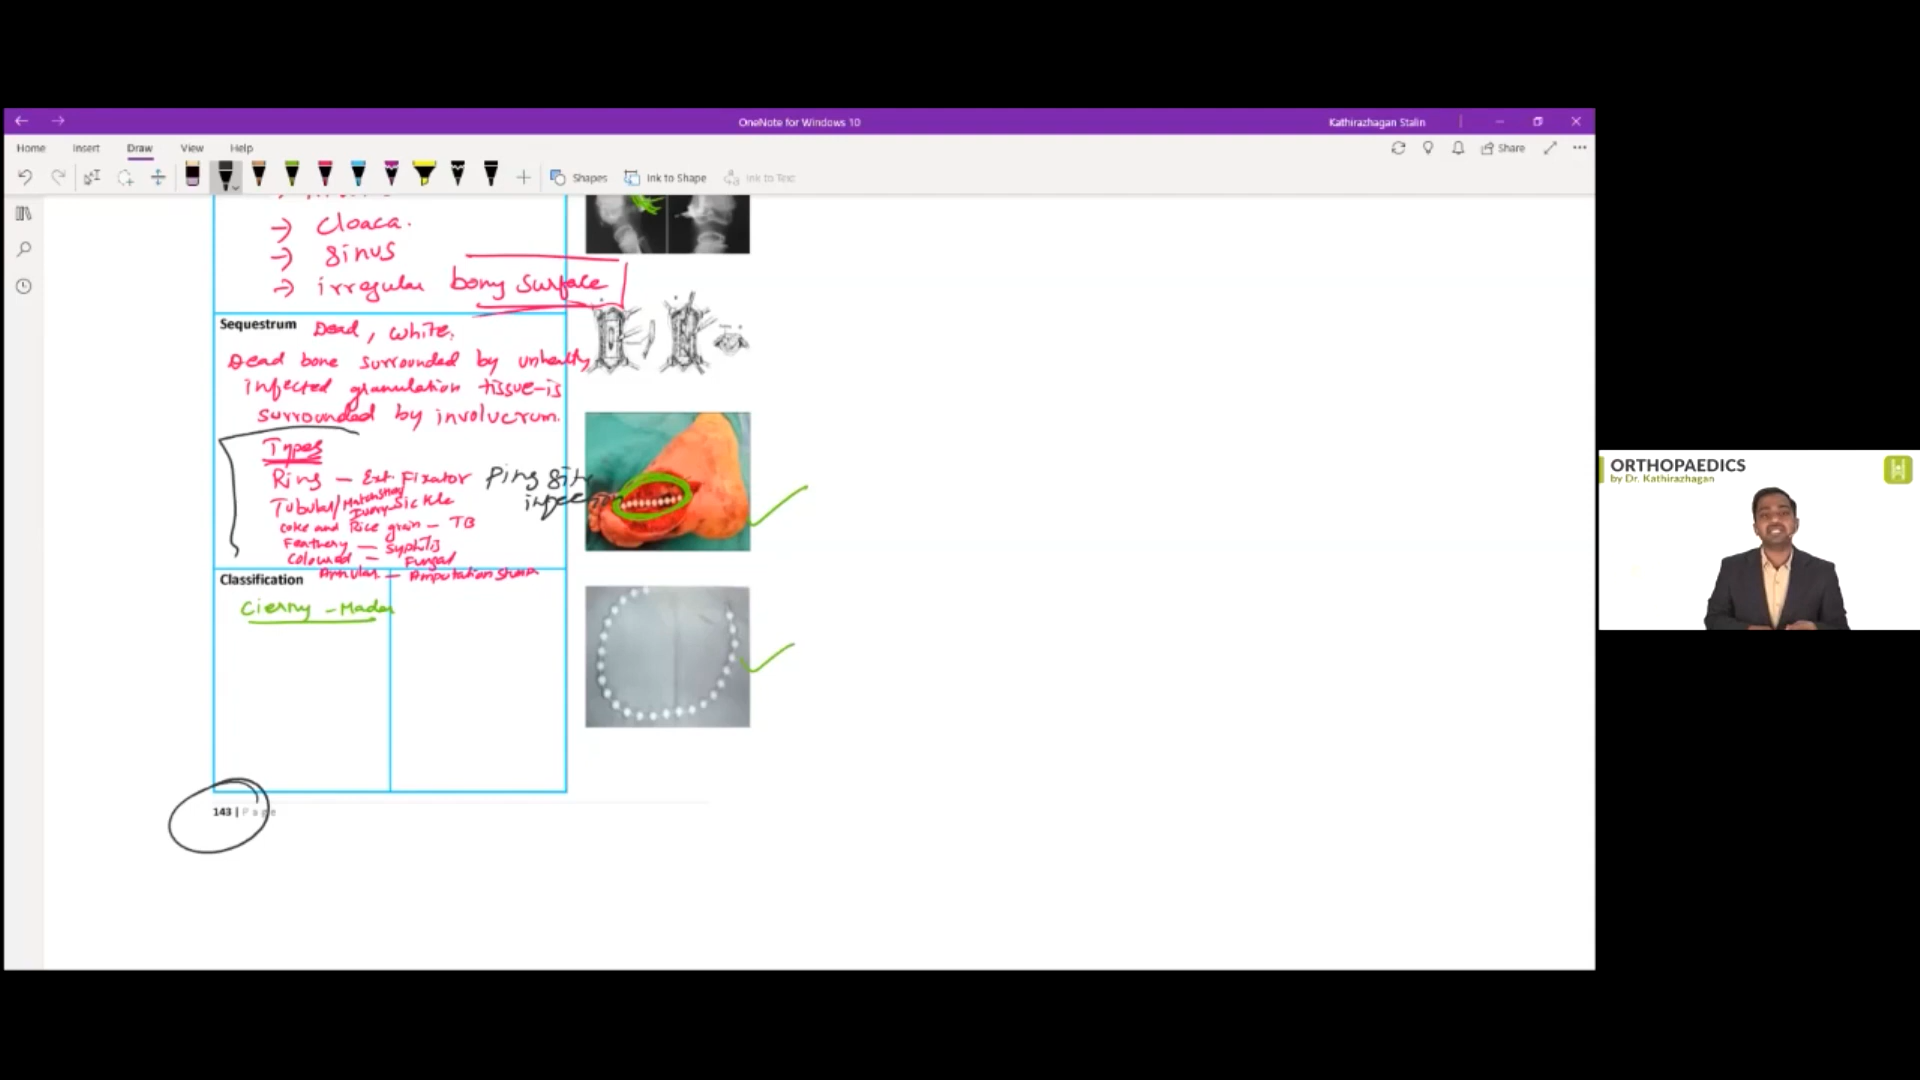 OneNote for Windows 10
Kathirazhagan Stalin
Home Insert Draw View Help
Share
Shapes Ink to Shape Ink to Text
→ Cloaca.
→ Sinus
→ irregular bony surface
Sequestrum Dead, white.
Dead bone surrounded by unhealthy
infected granulation tissue-is
surrounded by involucrum.
Types
Ring — Ext. Fixator Ping site
infection
Tubular/Matchstick/
Ivory-Sickle
Coke and Rice grain — TB
Feathery — Syphilis
Coloured — Fungal
Annular — Amputation stump
Classification
Cierny - Mader
143 | Page
ORTHOPAEDICS
by Dr. Kathirazhagan